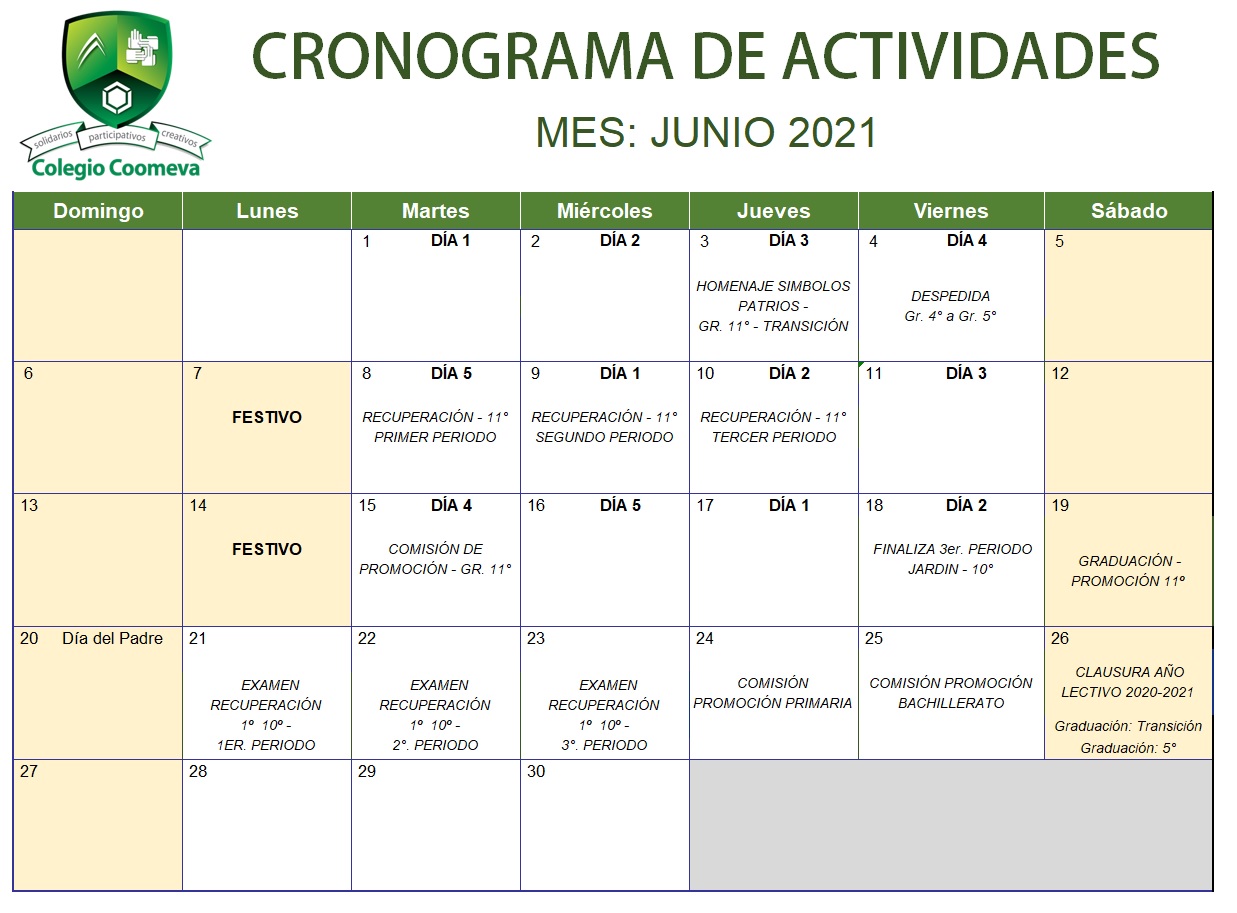 CRONOGRAMA DE ACTIVIDADES
MES: JUNIO 2021
solidarios participativos creativos
Colegio Coomeva
Domingo Lunes Martes Miércoles Jueves Viernes Sábado
1 DÍA 1
2 DÍA 2
3 DÍA 3
HOMENAJE SIMBOLOS
PATRIOS -
GR. 11° - TRANSICIÓN
4 DÍA 4
DESPEDIDA
Gr. 4° a Gr. 5°
5
6
7
FESTIVO
8 DÍA 5
RECUPERACIÓN - 11°
PRIMER PERIODO
9 DÍA 1
RECUPERACIÓN - 11°
SEGUNDO PERIODO
10 DÍA 2
RECUPERACIÓN - 11°
TERCER PERIODO
11 DÍA 3
12
13
14
FESTIVO
15 DÍA 4
COMISIÓN DE
PROMOCIÓN - GR. 11°
16 DÍA 5
17 DÍA 1
18 DÍA 2
FINALIZA 3er. PERIODO
JARDIN - 10°
19
GRADUACIÓN -
PROMOCIÓN 11º
20 Día del Padre
21
EXAMEN
RECUPERACIÓN
1º 10º -
1ER. PERIODO
22
EXAMEN
RECUPERACIÓN
1º 10º -
2°. PERIODO
23
EXAMEN
RECUPERACIÓN
1º 10º -
3°. PERIODO
24
COMISIÓN
PROMOCIÓN PRIMARIA
25
COMISIÓN PROMOCIÓN
BACHILLERATO
26
CLAUSURA AÑO
LECTIVO 2020-2021
Graduación: Transición
Graduación: 5°
27
28
29
30